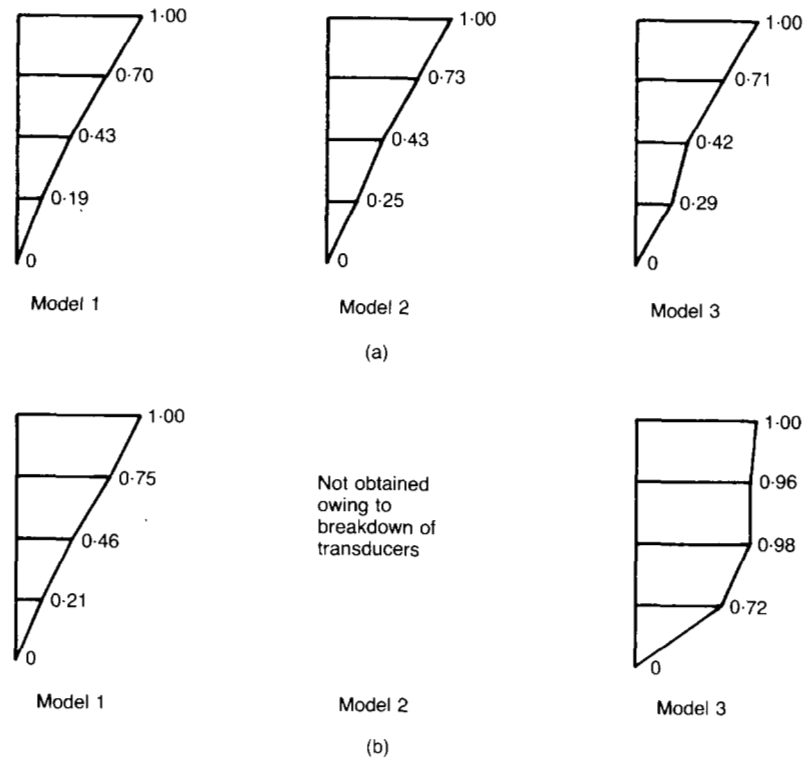 1·00
0·70
0·43
0·19
0
Model 1
1·00
0·73
0·43
0·25
0
Model 2
1·00
0·71
0·42
0·29
0
Model 3
(a)
1·00
0·75
0·46
0·21
0
Model 1
Not obtained
owing to
breakdown of
transducers
Model 2
1·00
0·96
0·98
0·72
0
Model 3
(b)